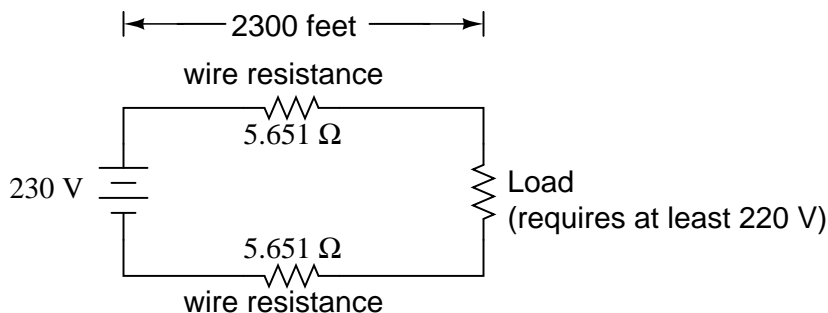 2300 feet
wire resistance
5.651 Ω
230 V
Load
(requires at least 220 V)
5.651 Ω
wire resistance